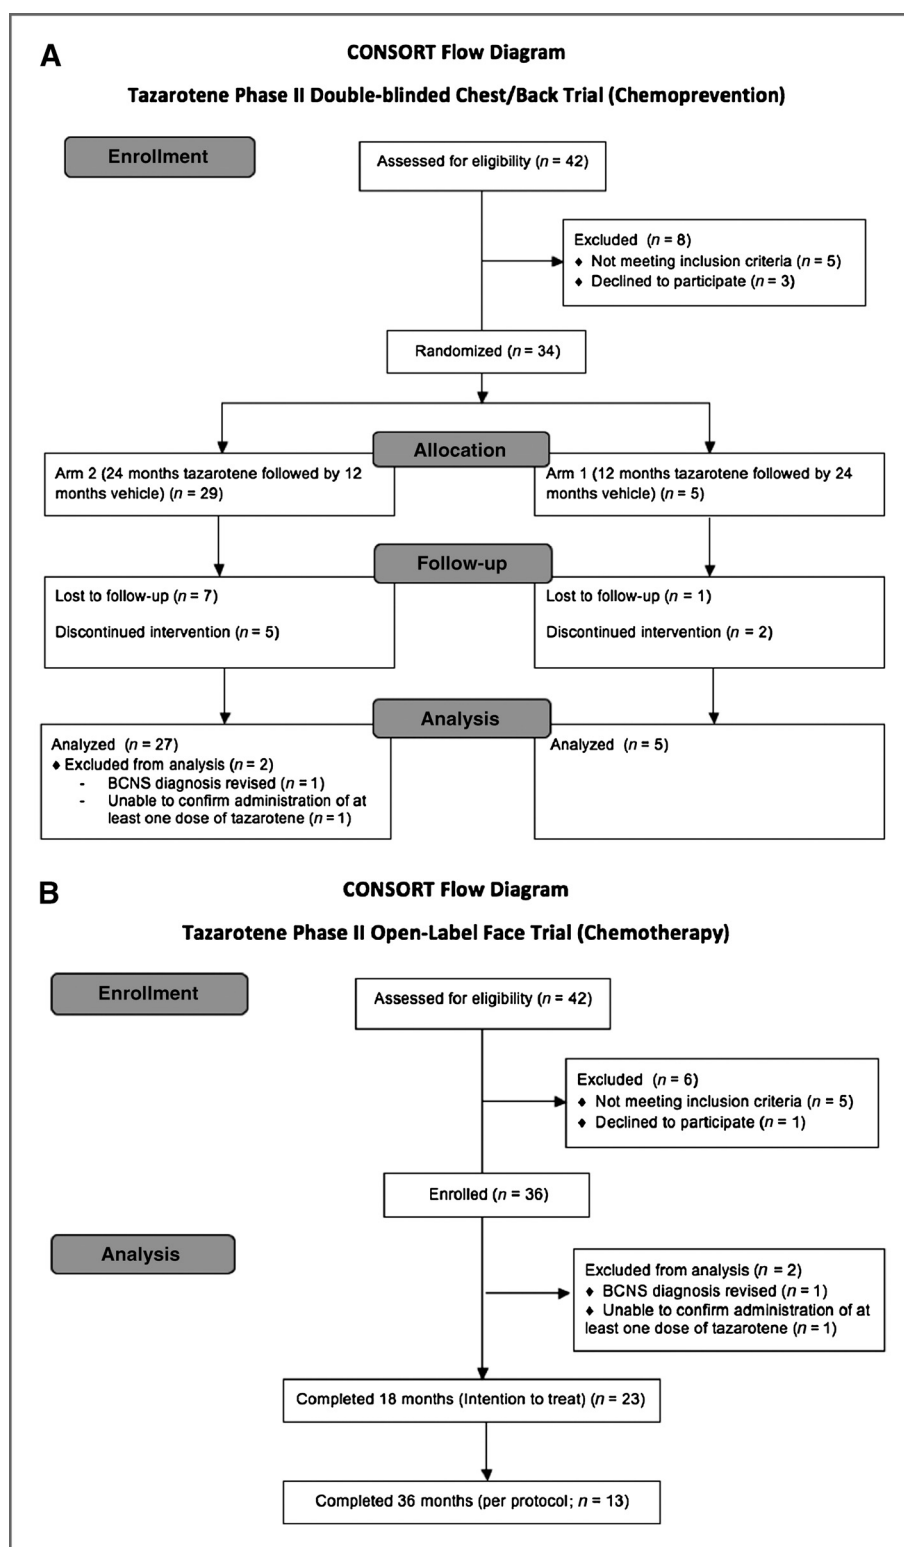 A
CONSORT Flow Diagram
Tazarotene Phase II Double-blinded Chest/Back Trial (Chemoprevention)
Enrollment
Assessed for eligibility (n = 42)
Excluded (n = 8)
♦ Not meeting inclusion criteria (n = 5)
♦ Declined to participate (n = 3)
Randomized (n = 34)
Allocation
Arm 2 (24 months tazarotene followed by 12
months vehicle) (n = 29)
Arm 1 (12 months tazarotene followed by 24
months vehicle) (n = 5)
Follow-up
Lost to follow-up (n = 7)
Discontinued intervention (n = 5)
Lost to follow-up (n = 1)
Discontinued intervention (n = 2)
Analysis
Analyzed (n = 27)
♦ Excluded from analysis (n = 2)
- BCNS diagnosis revised (n = 1)
- Unable to confirm administration of at
least one dose of tazarotene (n = 1)
Analyzed (n = 5)
B
CONSORT Flow Diagram
Tazarotene Phase II Open-Label Face Trial (Chemotherapy)
Enrollment
Assessed for eligibility (n = 42)
Excluded (n = 6)
♦ Not meeting inclusion criteria (n = 5)
♦ Declined to participate (n = 1)
Enrolled (n = 36)
Analysis
Excluded from analysis (n = 2)
♦ BCNS diagnosis revised (n = 1)
♦ Unable to confirm administration of at
least one dose of tazarotene (n = 1)
Completed 18 months (Intention to treat) (n = 23)
Completed 36 months (per protocol; n = 13)